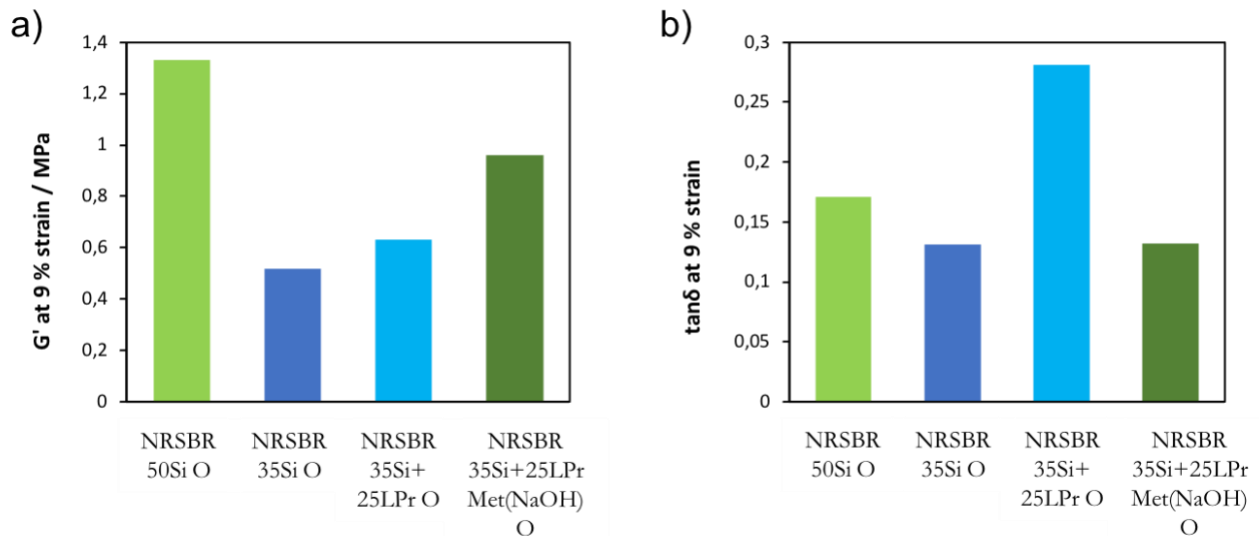 a)
1,4
1,2
1
0,8
0,6
0,4
0,2
0
G' at 9 % strain / MPa
NRSBR
50Si O
NRSBR
35Si O
NRSBR
35Si+
25LPr O
NRSBR
35Si+25LPr
Met(NaOH)
O
b)
0,3
0,25
0,2
0,15
0,1
0,05
0
tanδ at 9 % strain
NRSBR
50Si O
NRSBR
35Si O
NRSBR
35Si+
25LPr O
NRSBR
35Si+25LPr
Met(NaOH)
O